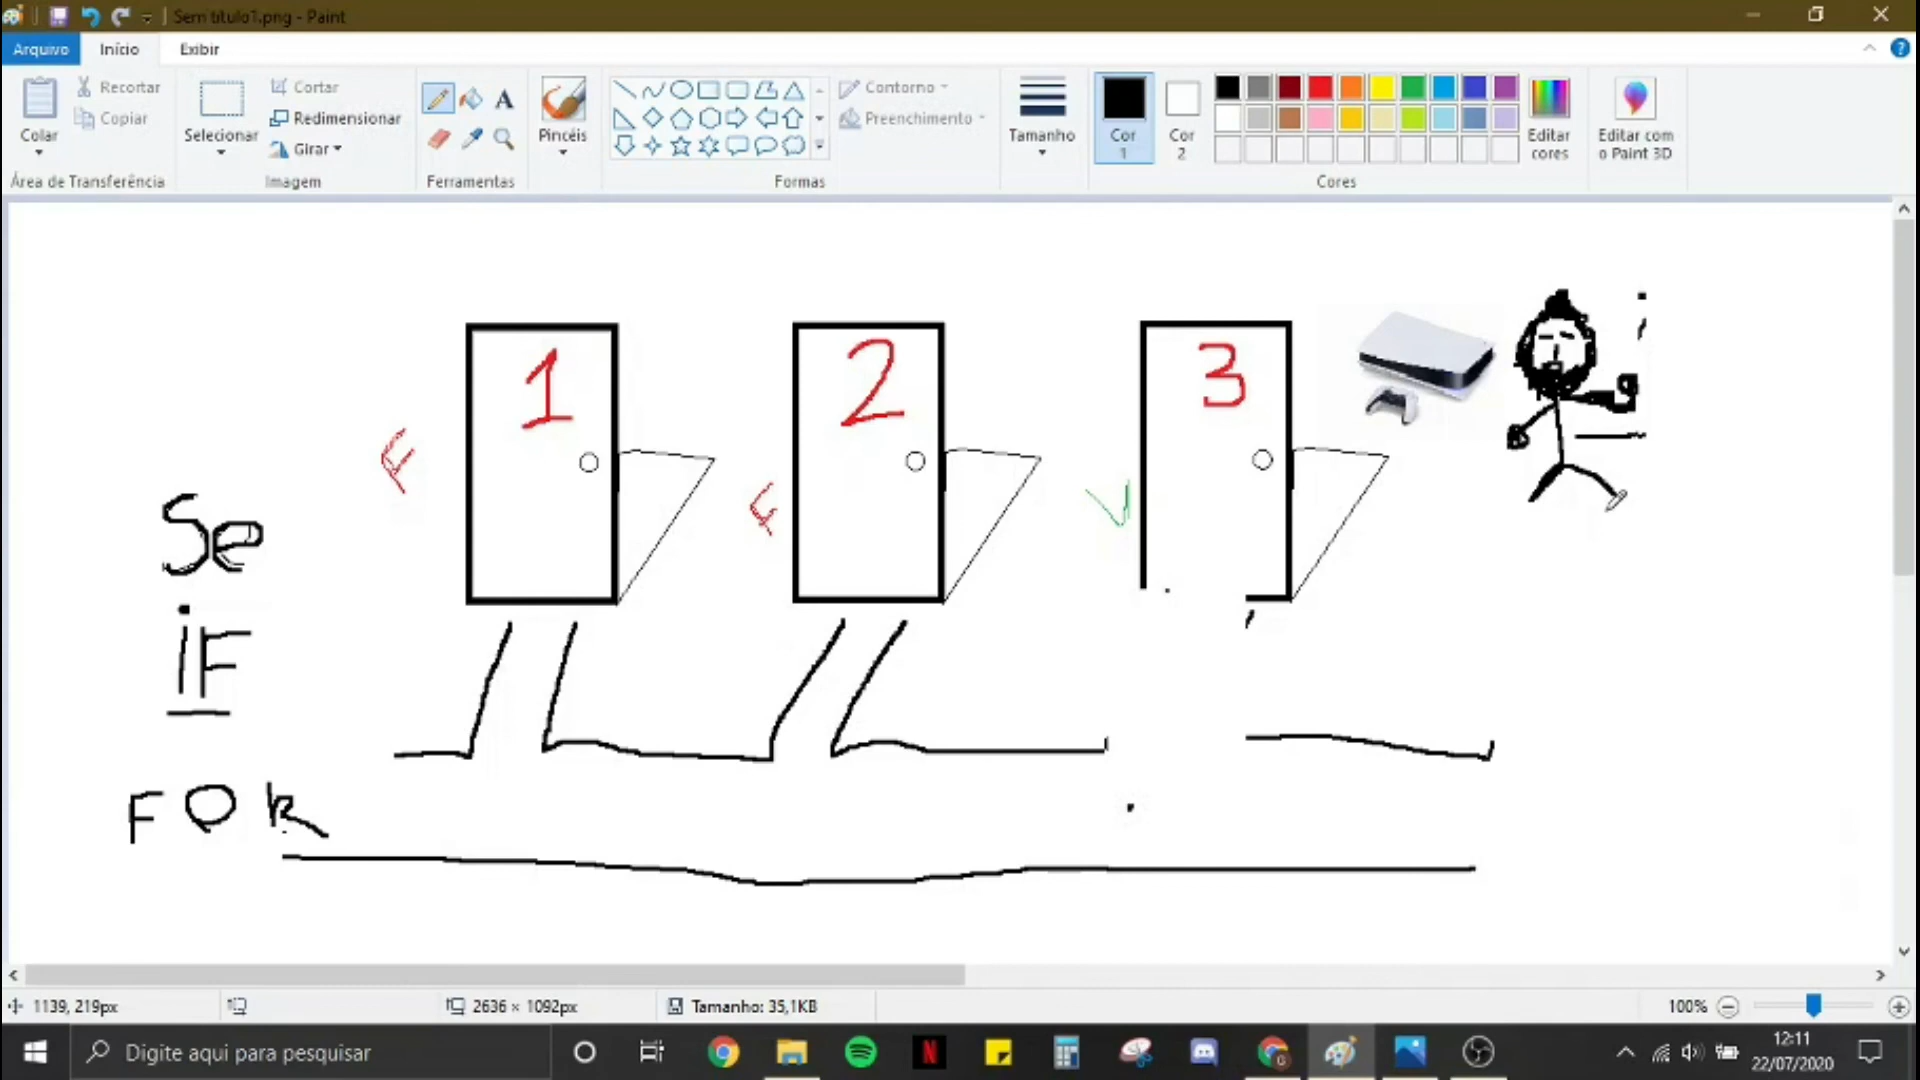 Sem título1.png - Paint
Arquivo Início Exibir
Colar
Recortar
Copiar
Área de Transferência
Selecionar
Cortar
Redimensionar
Girar
Imagem
A
Ferramentas
Pincéis
Formas
Contorno
Preenchimento
Tamanho
Cor 1
Cor 2
Editar cores
Editar com o Paint 3D
Cores
1 2 3
F F V
Se
iF
FOR
1139, 219px
2636 × 1092px
Tamanho: 35,1KB
100%
Digite aqui para pesquisar
12:11
22/07/2020